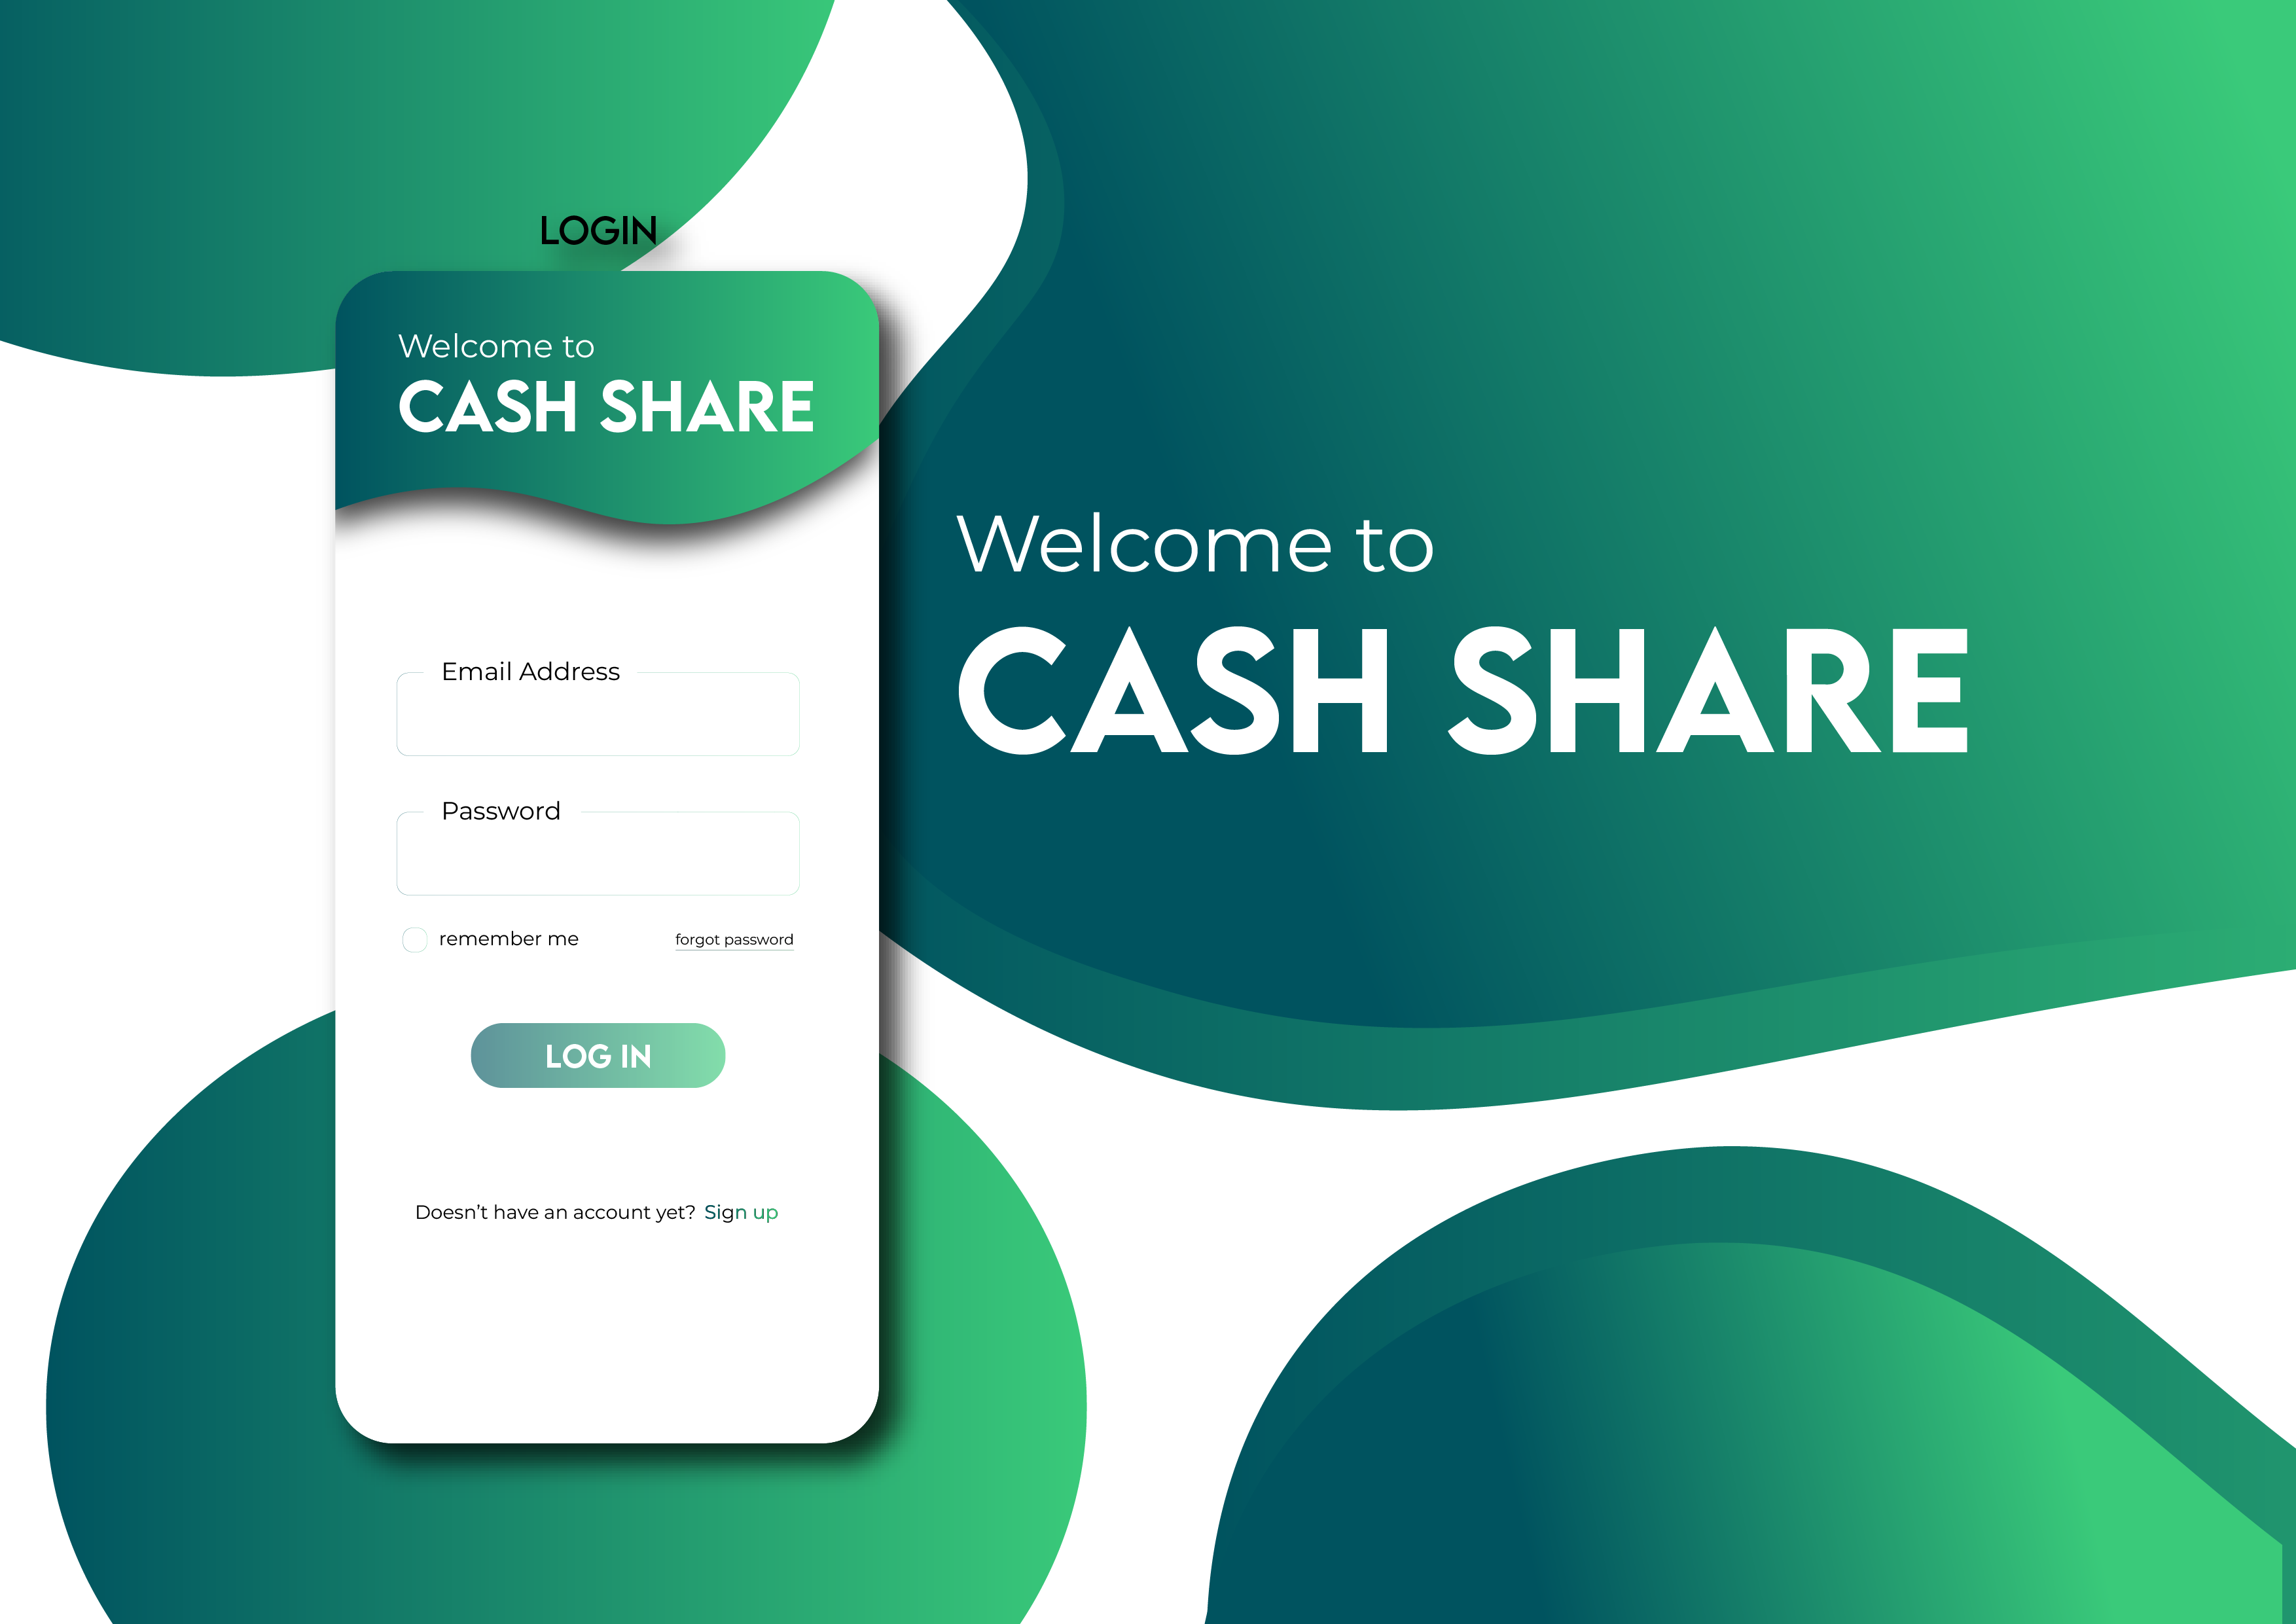 LOGIN
Welcome to
CASH SHARE
Email Address
Password
remember me
forgot password
LOG IN
Doesn’t have an account yet? Sign up
Welcome to
CASH SHARE